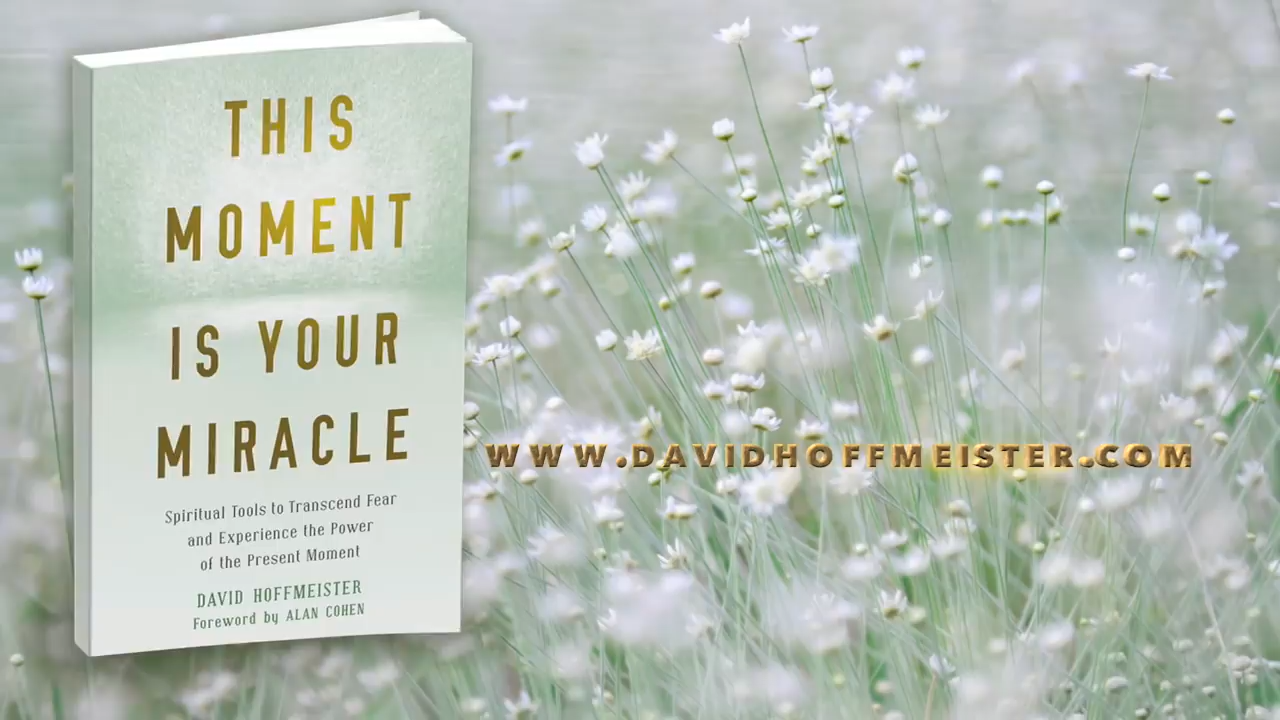 THIS
MOMENT
IS YOUR
MIRACLE
Spiritual Tools to Transcend Fear
and Experience the Power
of the Present Moment
DAVID HOFFMEISTER
Foreword by ALAN COHEN
WWW.DAVIDHOFFMEISTER.COM